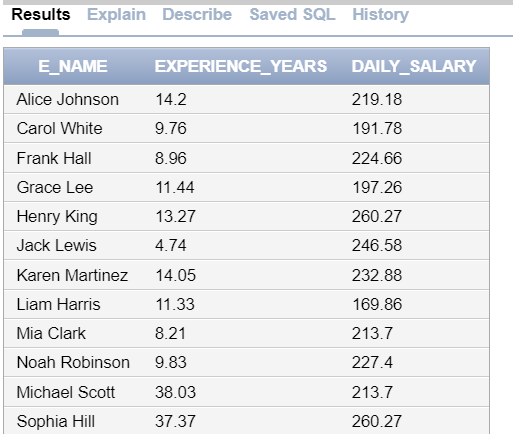 Results Explain Describe Saved SQL History
E_NAME EXPERIENCE_YEARS DAILY_SALARY
Alice Johnson 14.2 219.18
Carol White 9.76 191.78
Frank Hall 8.96 224.66
Grace Lee 11.44 197.26
Henry King 13.27 260.27
Jack Lewis 4.74 246.58
Karen Martinez 14.05 232.88
Liam Harris 11.33 169.86
Mia Clark 8.21 213.7
Noah Robinson 9.83 227.4
Michael Scott 38.03 213.7
Sophia Hill 37.37 260.27